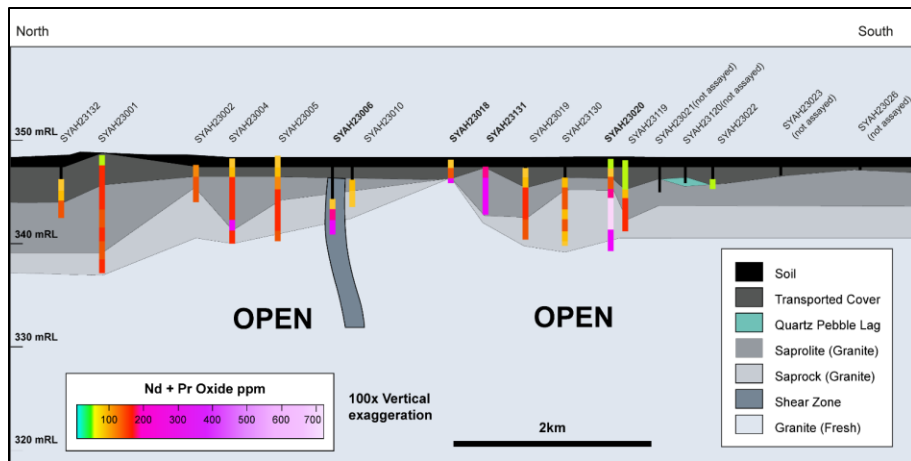 North
South
SYAH23132
SYAH23001
SYAH23002
SYAH23004
SYAH23005
SYAH23006
SYAH23010
SYAH23018
SYAH23131
SYAH23019
SYAH23130
SYAH23020
SYAH23119
SYAH23021(not assayed)
SYAH23120(not assayed)
SYAH23022
SYAH23023
(not assayed)
SYAH23026
(not assayed)
350 mRL
340 mRL
330 mRL
320 mRL
OPEN
OPEN
Nd + Pr Oxide ppm
100 200 300 400 500 600 700
100x Vertical
exaggeration
2km
Soil
Transported Cover
Quartz Pebble Lag
Saprolite (Granite)
Saprock (Granite)
Shear Zone
Granite (Fresh)